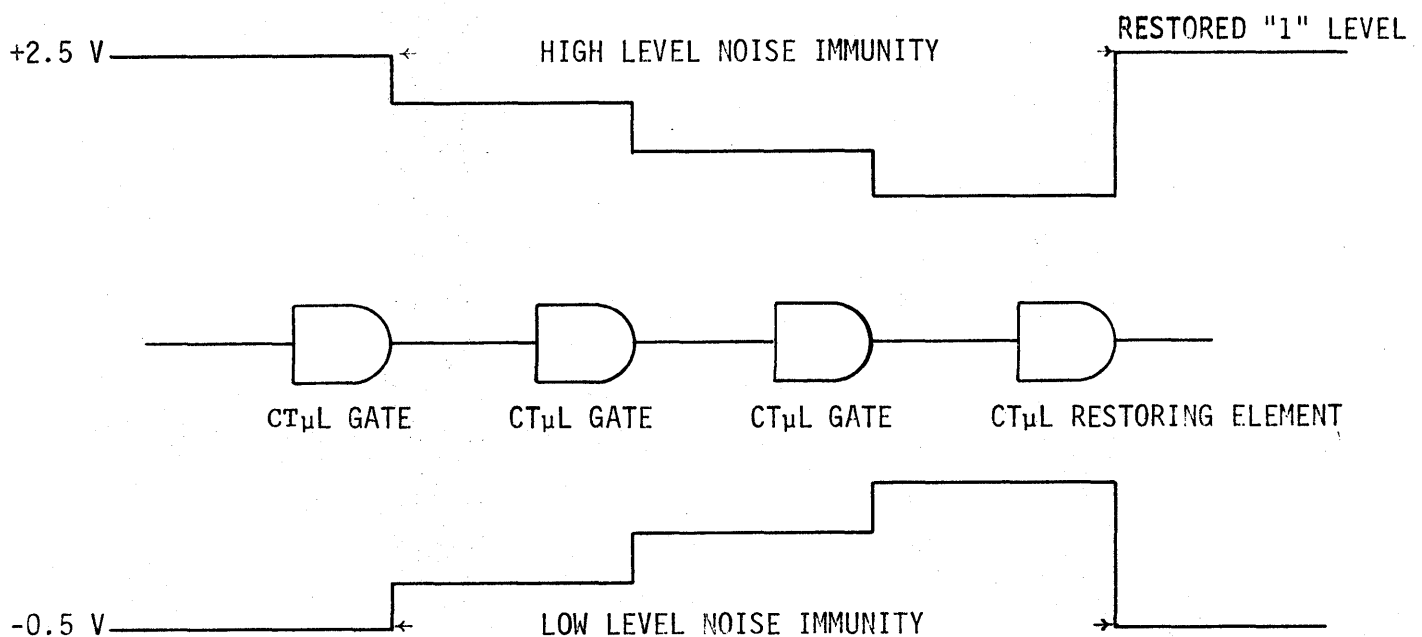 RESTORED "1" LEVEL
+2.5 V
HIGH LEVEL NOISE IMMUNITY
CTµL GATE
CTµL GATE
CTµL GATE
CTµL RESTORING ELEMENT
-0.5 V
LOW LEVEL NOISE IMMUNITY